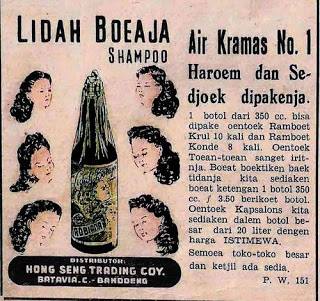 LIDAH BOEAJA
SHAMPOO
DISTRIBUTOR:
HONG SENG TRADING COY.
BATAVIA.C. - BANDOENG
Air Kramas No. 1
Haroem dan Se-
djoek dipakenja.
1 botol dari 350 cc. bisa
dipake oentoek Ramboet
Krul 10 kali dan Ramboet
Konde 8 kali. Oentoek
Toean-toean sanget irit-
nja. Boeat boektiken baek
tidanja kita sediaken
boeat ketengan 1 botol 350
cc. ƒ 3.50 berikoet botol.
Oentoek Kapsalons kita
sediaken dalem botol be-
sar dari 20 liter dengen
harga ISTIMEWA.
Semoea toko-toko besar
dan ketjil ada sedia.
P. W. 151